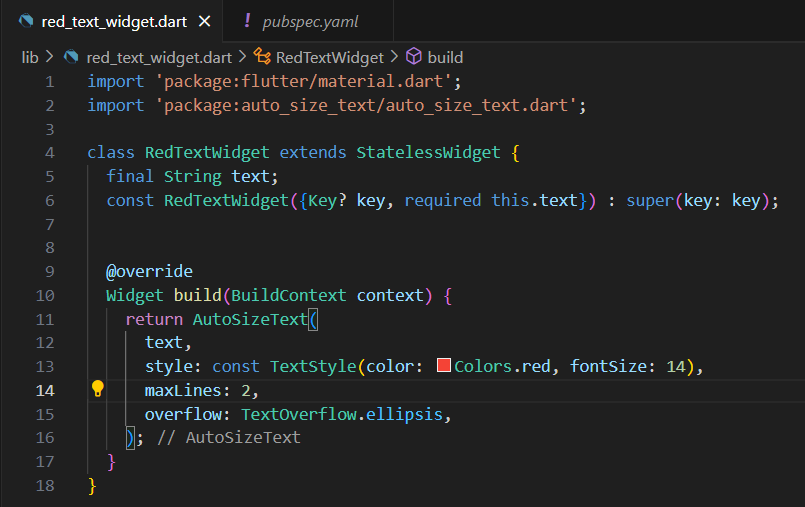 red_text_widget.dart × ! pubspec.yaml
lib > red_text_widget.dart > RedTextWidget > build
1 import 'package:flutter/material.dart';
2 import 'package:auto_size_text/auto_size_text.dart';
3
4 class RedTextWidget extends StatelessWidget {
5 final String text;
6 const RedTextWidget({Key? key, required this.text}) : super(key: key);
7
8
9 @override
10 Widget build(BuildContext context) {
11 return AutoSizeText(
12 text,
13 style: const TextStyle(color: Colors.red, fontSize: 14),
14 maxLines: 2,
15 overflow: TextOverflow.ellipsis,
16 ); // AutoSizeText
17 }
18 }